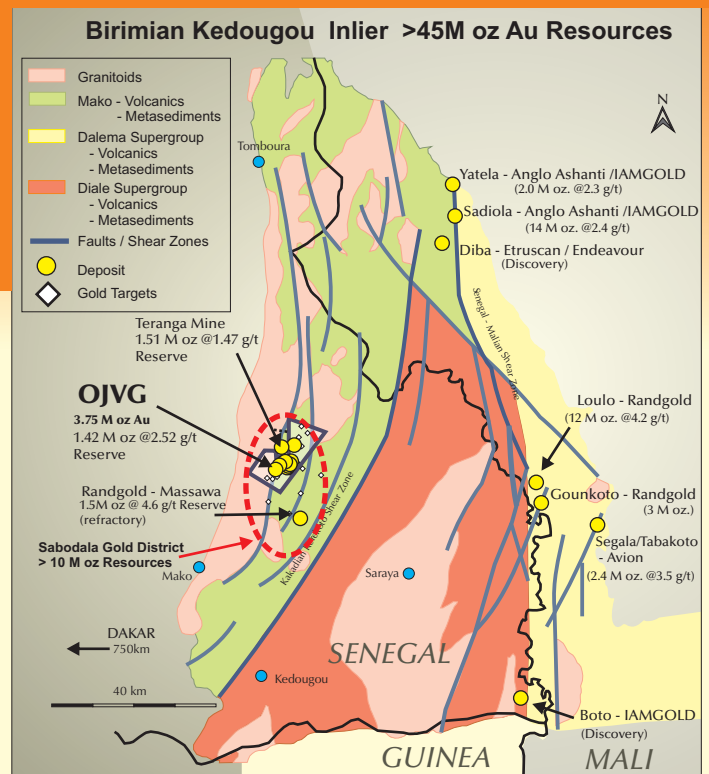 Birimian Kedougou Inlier >45M oz Au Resources
Granitoids
Mako - Volcanics
- Metasediments
Dalema Supergroup
- Volcanics
- Metasediments
Diale Supergroup
- Volcanics
- Metasediments
Faults / Shear Zones
Deposit
Gold Targets
N
Tomboura
Yatela - Anglo Ashanti /IAMGOLD
(2.0 M oz. @2.3 g/t)
Sadiola - Anglo Ashanti /IAMGOLD
(14 M oz. @2.4 g/t)
Diba - Etruscan / Endeavour
(Discovery)
Senegal - Malian Shear Zone
Teranga Mine
1.51 M oz @1.47 g/t
Reserve
OJVG
3.75 M oz Au
1.42 M oz @2.52 g/t
Reserve
Randgold - Massawa
1.5M oz @ 4.6 g/t Reserve
(refractory)
Sabodala Gold District
> 10 M oz Resources
Loulo - Randgold
(12 M oz. @4.2 g/t)
Gounkoto - Randgold
(3 M oz.)
Segala/Tabakoto
- Avion
(2.4 M oz. @3.5 g/t)
Shear Zone
Mako
Saraya
DAKAR
750km
SENEGAL
Kedougou
40 km
Boto - IAMGOLD
(Discovery)
GUINEA
MALI